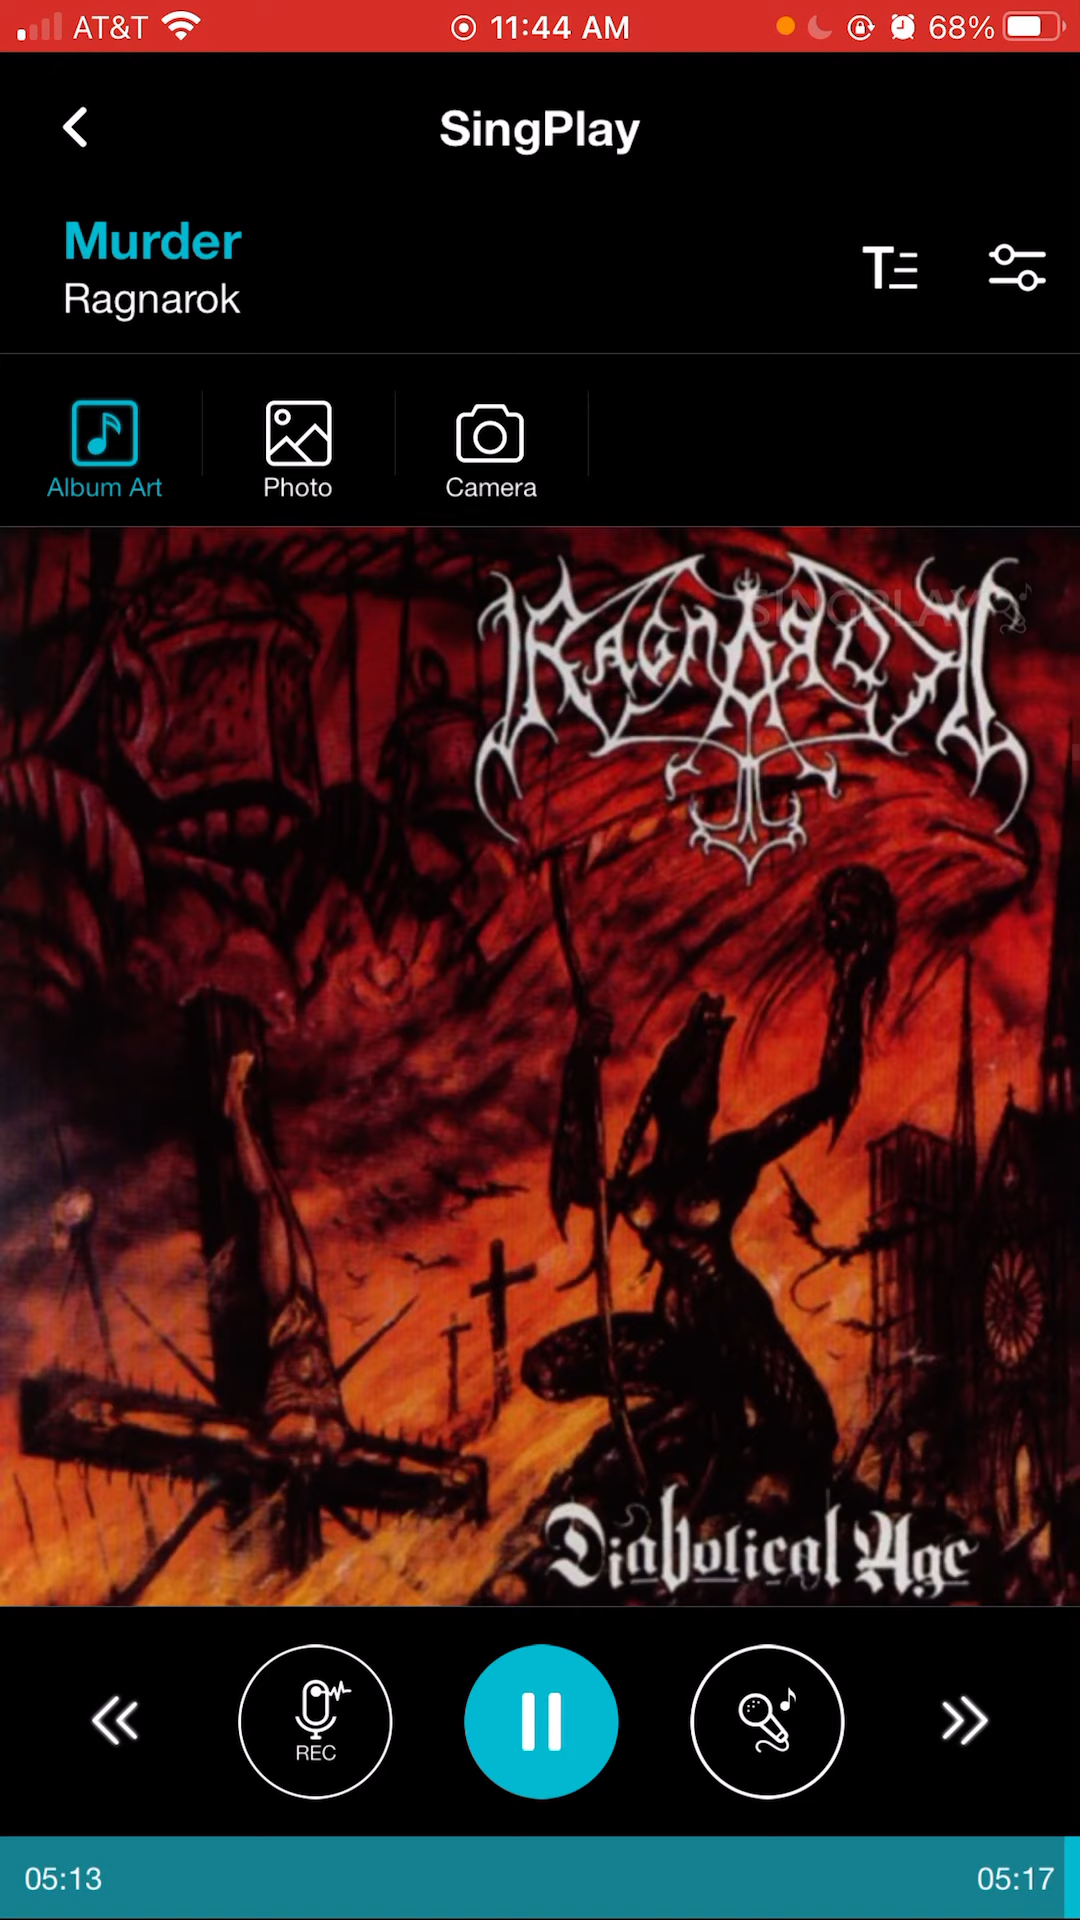 AT&T 11:44 AM 68%
SingPlay
Murder
Ragnarok
Album Art
Photo
Camera
RAGNAROK
SINGPLAY
Diabolical Age
REC
05:13
05:17